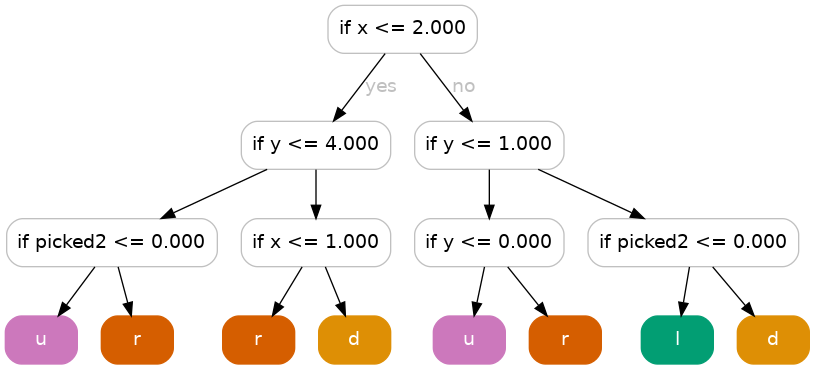 if x <= 2.000
yes
no
if y <= 4.000
if y <= 1.000
if picked2 <= 0.000
if x <= 1.000
if y <= 0.000
if picked2 <= 0.000
u
r
r
d
u
r
l
d